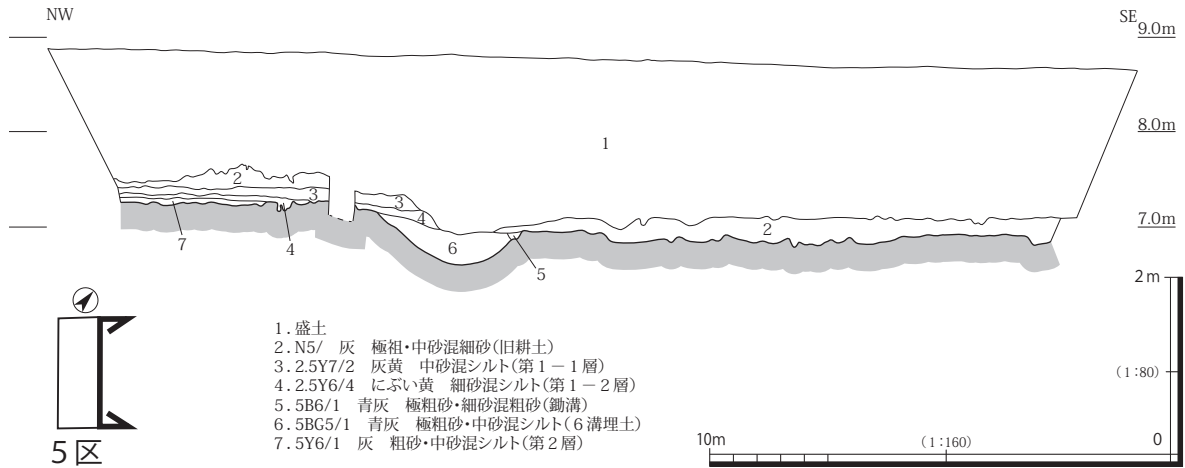 NW
SE
9.0m
8.0m
1
2
3
3
4
7.0m
2
6
7
4
5
2m
1．盛土
2．N5/　灰　極祖・中砂混細砂(旧耕土)
3．2.5Y7/2　灰黄　中砂混シルト(第１－１層)
4．2.5Y6/4　にぶい黄　細砂混シルト(第１－２層)
5．5B6/1　青灰　極粗砂・細砂混粗砂(鋤溝)
6．5BG5/1　青灰　極粗砂・中砂混シルト(６溝埋土)
7．5Y6/1　灰　粗砂・中砂混シルト(第２層)
(1:80)
5区
10m
(1:160)
0